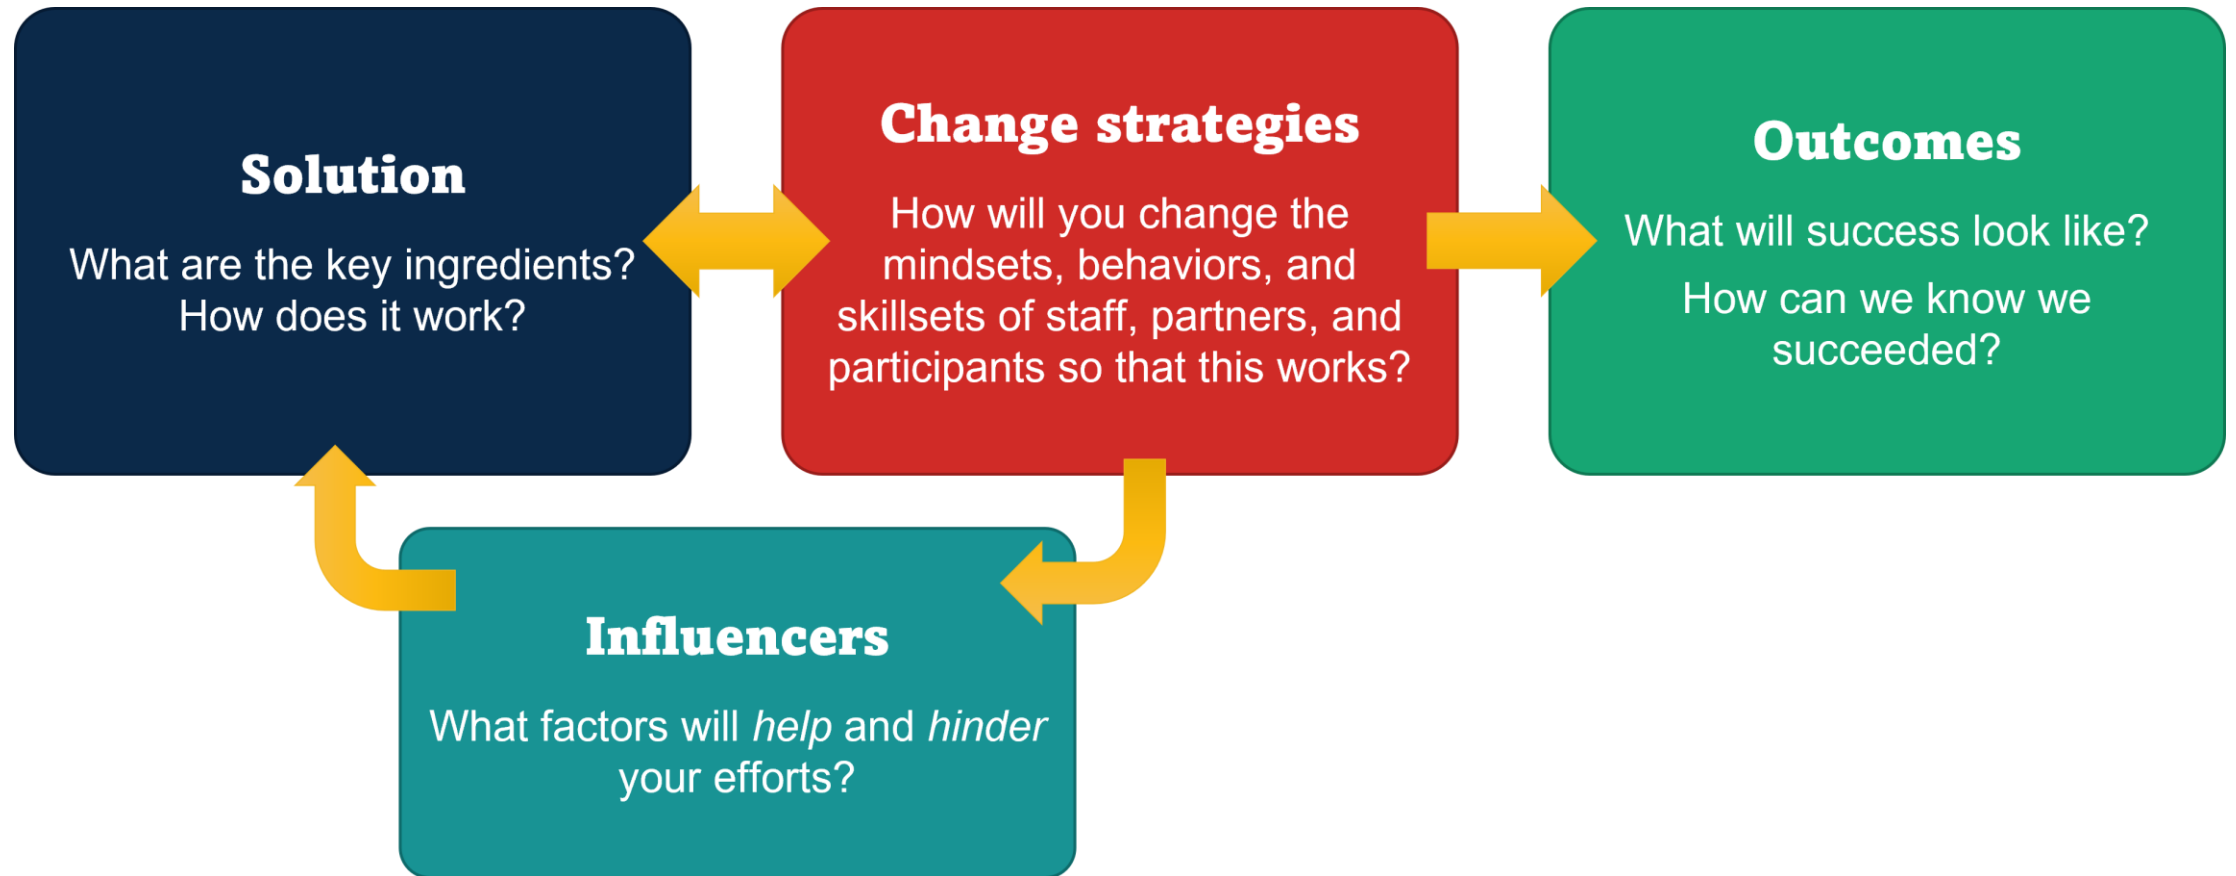 Solution
What are the key ingredients?
How does it work?
Change strategies
How will you change the
mindsets, behaviors, and
skillsets of staff, partners, and
participants so that this works?
Outcomes
What will success look like?
How can we know we
succeeded?
Influencers
What factors will help and hinder
your efforts?